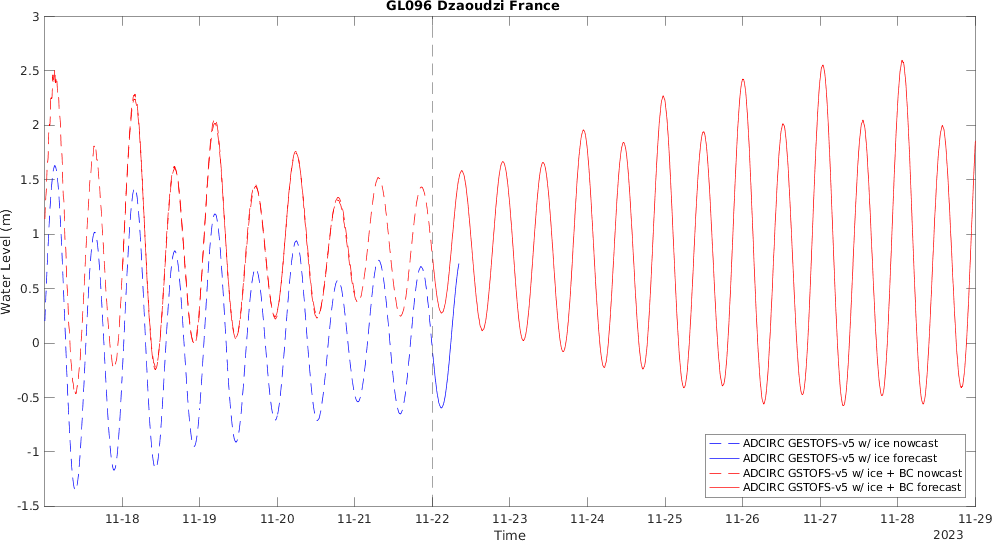 GL096 Dzaoudzi France
3
2.5
2
1.5
1
0.5
0
-0.5
-1
-1.5
Water Level (m)
ADCIRC GESTOFS-v5 w/ ice nowcast
ADCIRC GESTOFS-v5 w/ ice forecast
ADCIRC GSTOFS-v5 w/ ice + BC nowcast
ADCIRC GSTOFS-v5 w/ ice + BC forecast
11-18 11-19 11-20 11-21 11-22 11-23 11-24 11-25 11-26 11-27 11-28 11-29
Time
2023